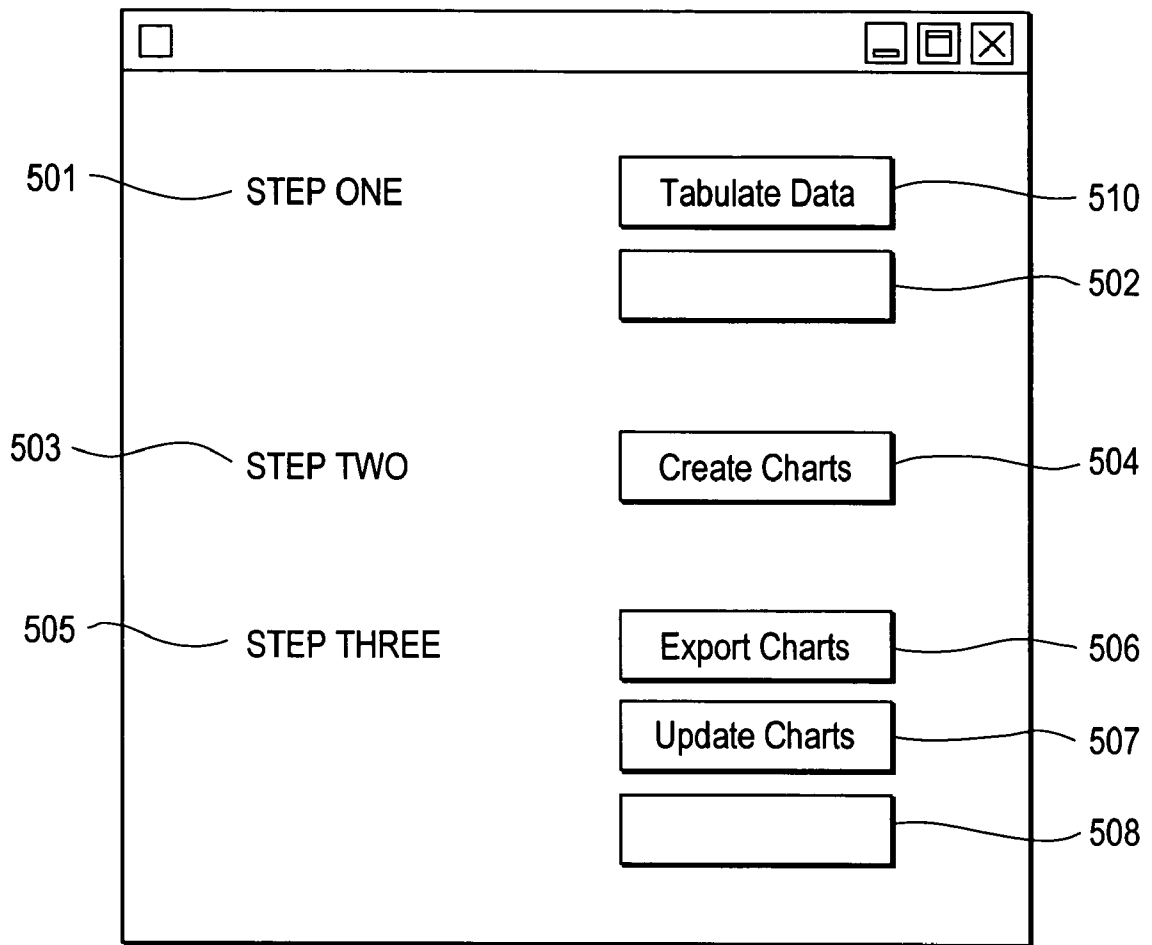 501 STEP ONE Tabulate Data 510
502
503 STEP TWO Create Charts 504
505 STEP THREE Export Charts 506
Update Charts 507
508